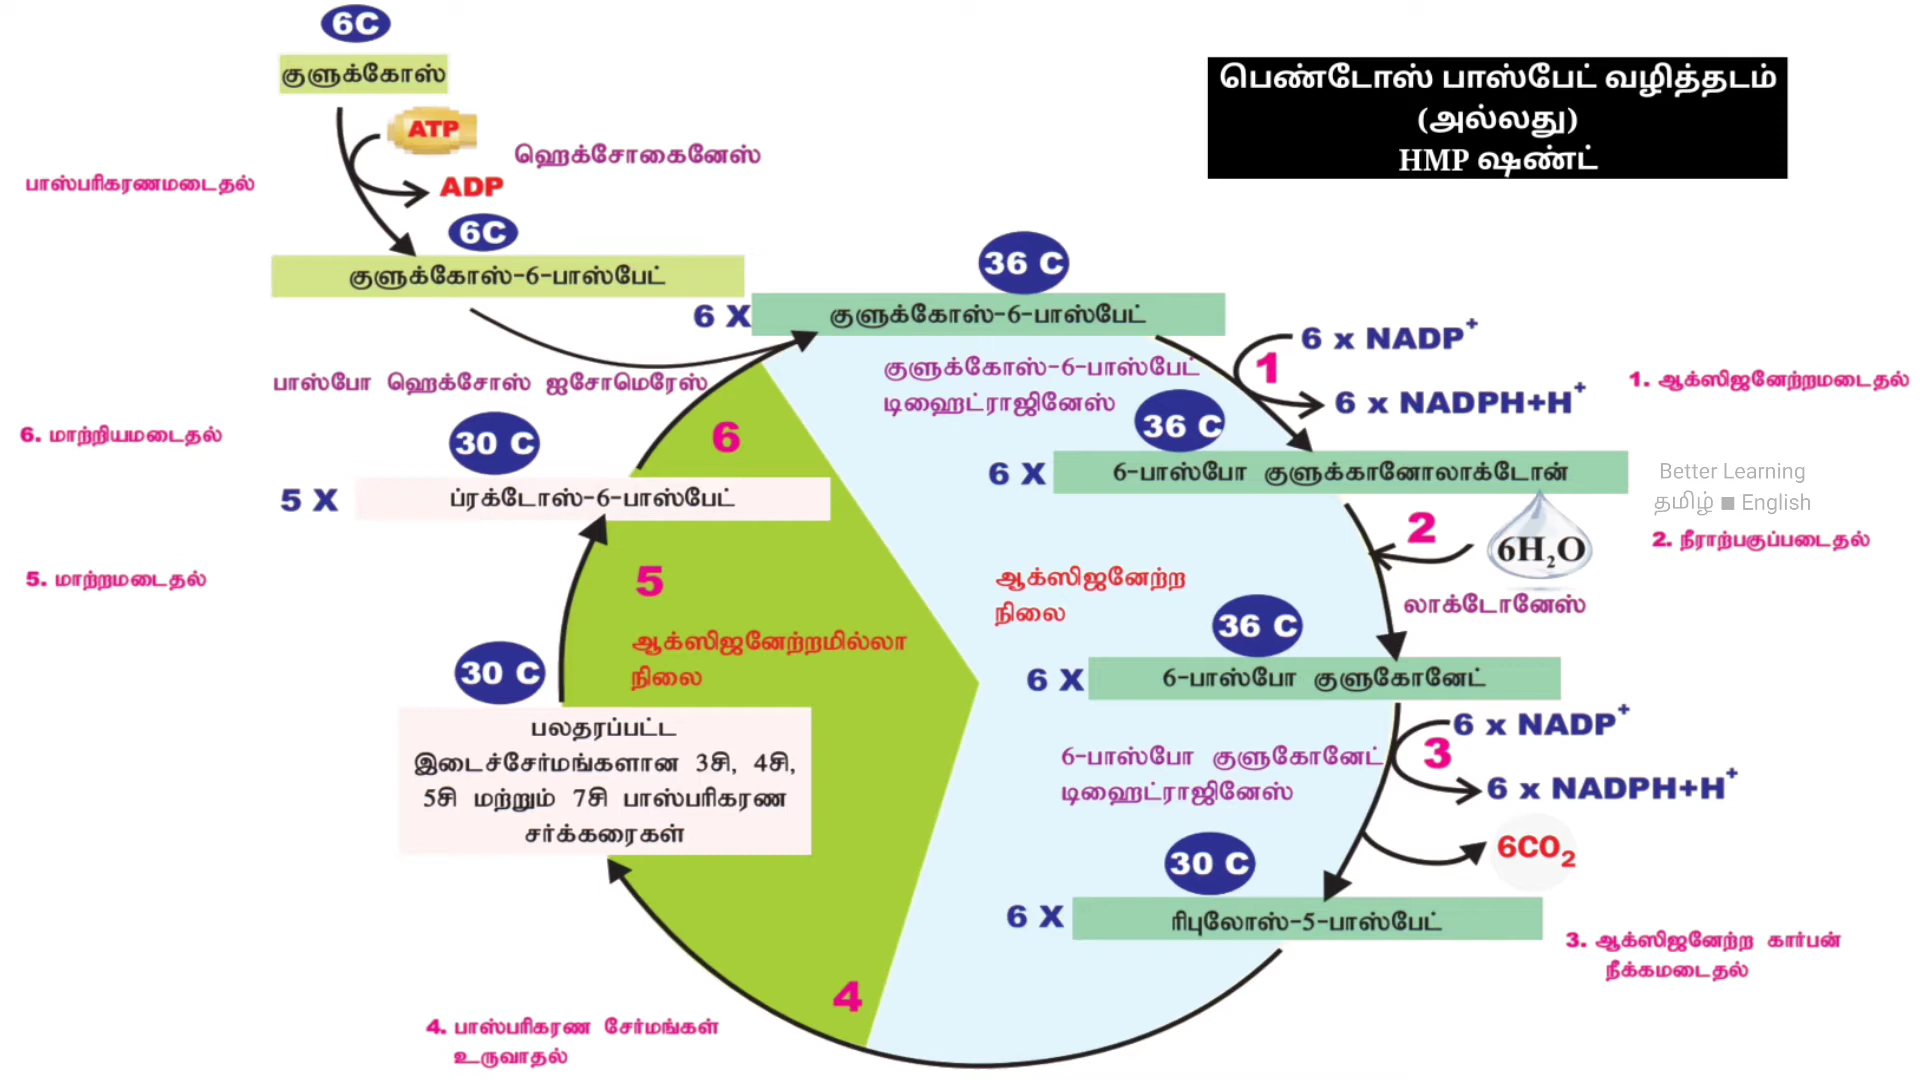 6C
குளுக்கோஸ்
ATP
ஹெக்சோகைனேஸ்
பாஸ்பரிகரணமடைதல்
ADP
6C
குளுக்கோஸ்-6-பாஸ்பேட்
பெண்டோஸ் பாஸ்பேட் வழித்தடம்
(அல்லது)
HMP ஷண்ட்
36 C
6 X குளுக்கோஸ்-6-பாஸ்பேட்
6 x NADP+
குளுக்கோஸ்-6-பாஸ்பேட்
டிஹைட்ராஜினேஸ்
1
6 x NADPH+H+
1. ஆக்ஸிஜனேற்றமடைதல்
பாஸ்போ ஹெக்சோஸ் ஐசோமெரேஸ்
6. மாற்றியமடைதல்
6
30 C
5 X ப்ரக்டோஸ்-6-பாஸ்பேட்
36 C
6 X 6-பாஸ்போ குளுக்கானோலாக்டோன்
Better Learning
தமிழ் ■ English
2
6H2O
2. நீராற்பகுப்படைதல்
லாக்டோனேஸ்
5. மாற்றமடைதல்
5
ஆக்ஸிஜனேற்றமில்லா
நிலை
ஆக்ஸிஜனேற்ற
நிலை
36 C
6 X 6-பாஸ்போ குளுகோனேட்
30 C
பலதரப்பட்ட
இடைச்சேர்மங்களான 3சி, 4சி,
5சி மற்றும் 7சி பாஸ்பரிகரண
சர்க்கரைகள்
6 x NADP+
6-பாஸ்போ குளுகோனேட்
டிஹைட்ராஜினேஸ்
3
6 x NADPH+H+
6CO2
30 C
6 X ரிபுலோஸ்-5-பாஸ்பேட்
3. ஆக்ஸிஜனேற்ற கார்பன்
நீக்கமடைதல்
4
4. பாஸ்பரிகரண சேர்மங்கள்
உருவாதல்